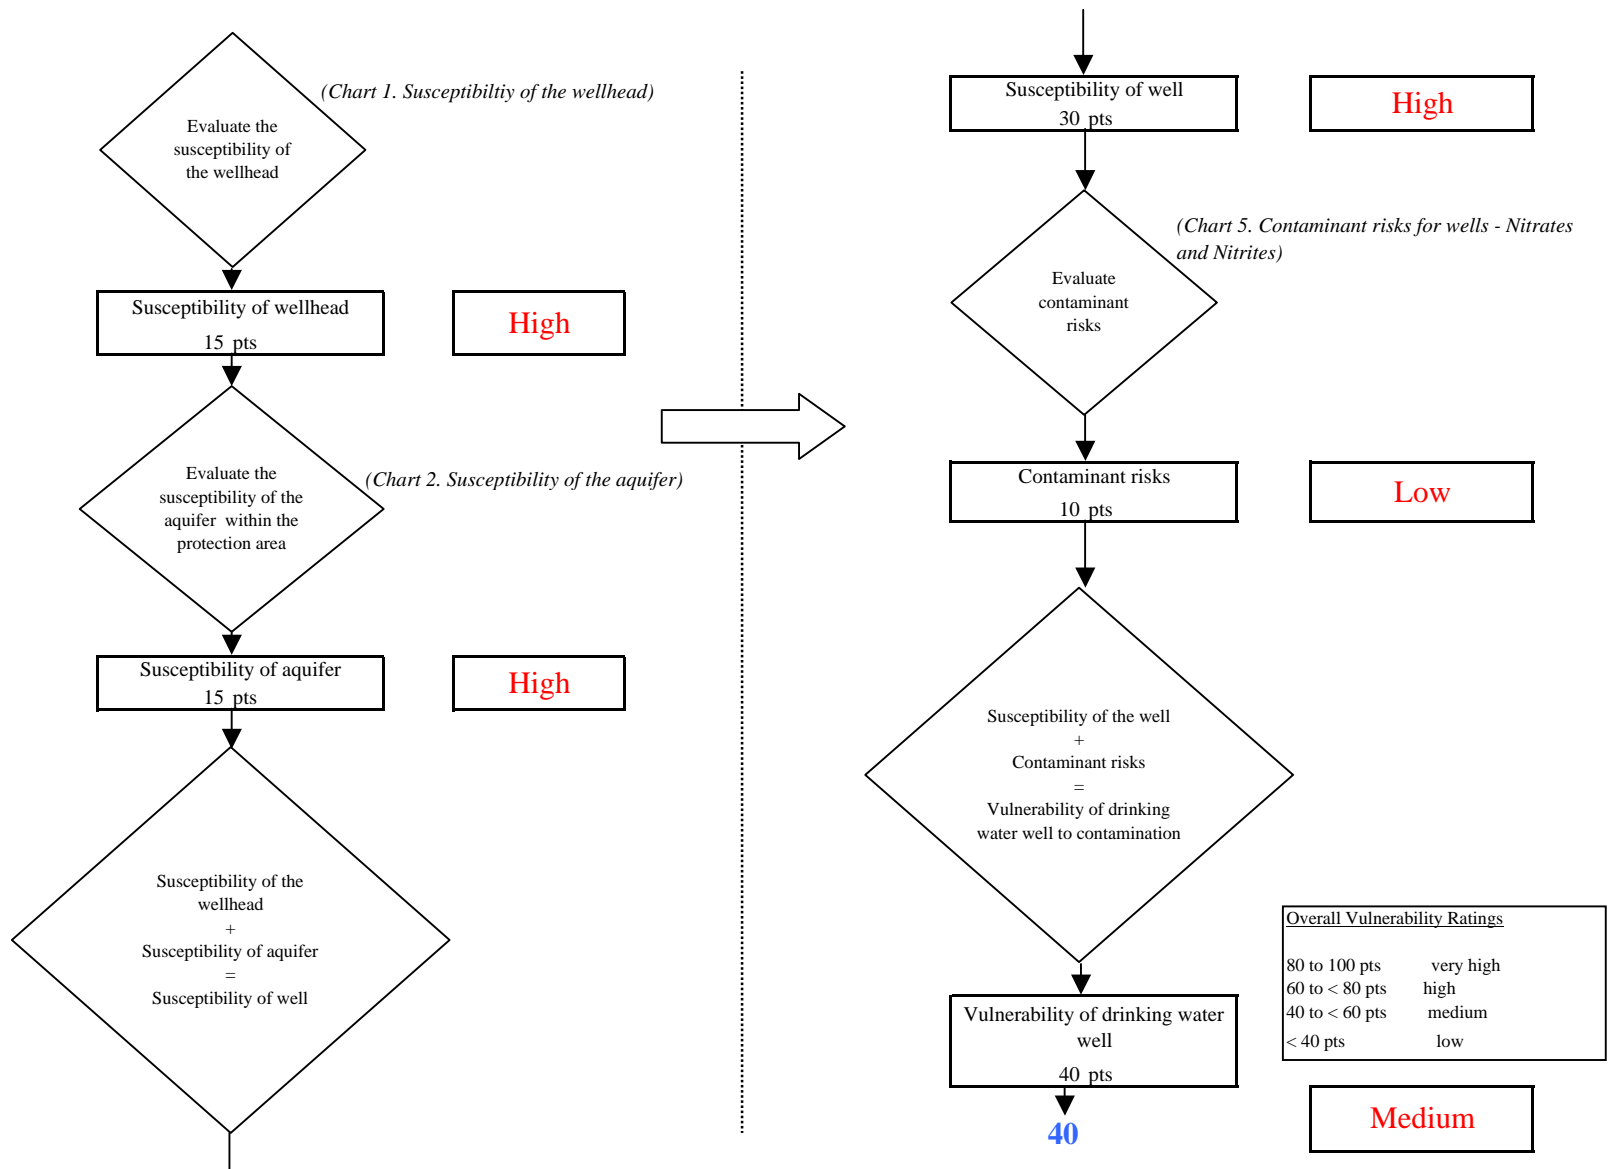 (Chart 1. Susceptibiltiy of the wellhead)
Evaluate the
susceptibility of
the wellhead
Susceptibility of wellhead
15 pts
High
Evaluate the
susceptibility of the
aquifer within the
protection area
(Chart 2. Susceptibility of the aquifer)
Susceptibility of aquifer
15 pts
High
Susceptibility of the
wellhead
+
Susceptibility of aquifer
=
Susceptibility of well
Susceptibility of well
30 pts
High
(Chart 5. Contaminant risks for wells - Nitrates
and Nitrites)
Evaluate
contaminant
risks
Contaminant risks
10 pts
Low
Susceptibility of the well
+
Contaminant risks
=
Vulnerability of drinking
water well to contamination
Overall Vulnerability Ratings
80 to 100 pts very high
60 to < 80 pts high
40 to < 60 pts medium
< 40 pts low
Vulnerability of drinking water
well
40 pts
40
Medium